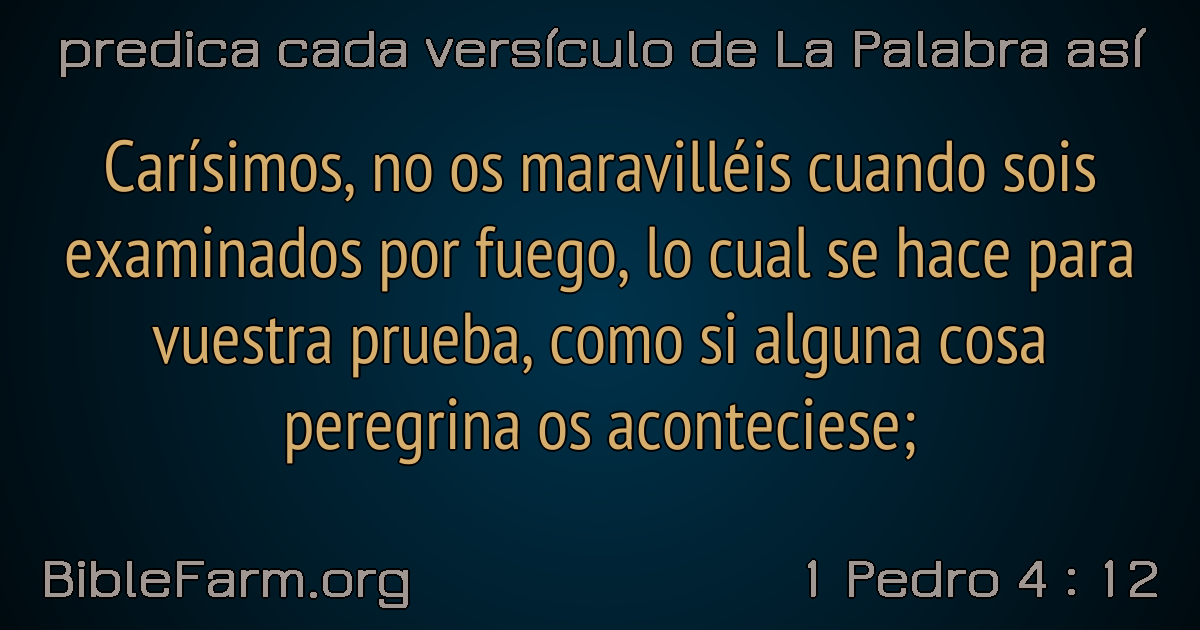 predica cada versículo de La Palabra así
Carísimos, no os maravilléis cuando sois
examinados por fuego, lo cual se hace para
vuestra prueba, como si alguna cosa
peregrina os aconteciese;
BibleFarm.org
1 Pedro 4 : 12